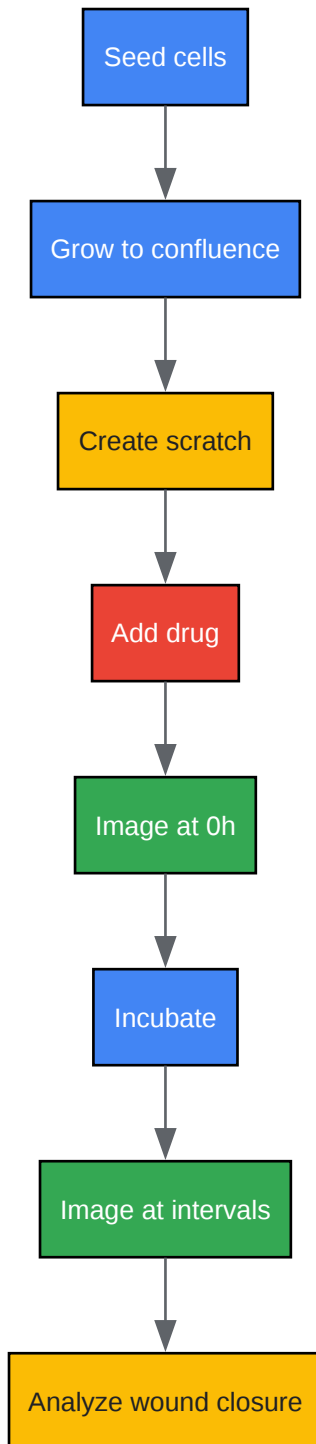 Seed cells
Grow to confluence
Create scratch
Add drug
Image at 0h
Incubate
Image at intervals
Analyze wound closure